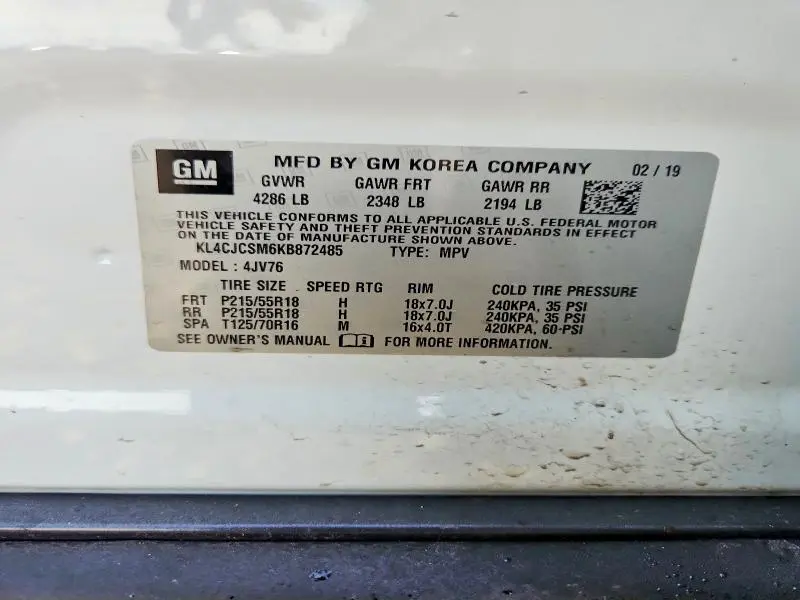 GM MFD BY GM KOREA COMPANY 02 / 19
GVWR GAWR FRT GAWR RR
4286 LB 2348 LB 2194 LB
THIS VEHICLE CONFORMS TO ALL APPLICABLE U.S. FEDERAL MOTOR
VEHICLE SAFETY AND THEFT PREVENTION STANDARDS IN EFFECT
ON THE DATE OF MANUFACTURE SHOWN ABOVE.
KL4CJCSM6KB872485 TYPE: MPV
MODEL : 4JV76
TIRE SIZE SPEED RTG RIM COLD TIRE PRESSURE
FRT P215/55R18 H 18x7.0J 240KPA, 35 PSI
RR P215/55R18 H 18x7.0J 240KPA, 35 PSI
SPA T125/70R16 M 16x4.0T 420KPA, 60-PSI
SEE OWNER'S MANUAL FOR MORE INFORMATION.